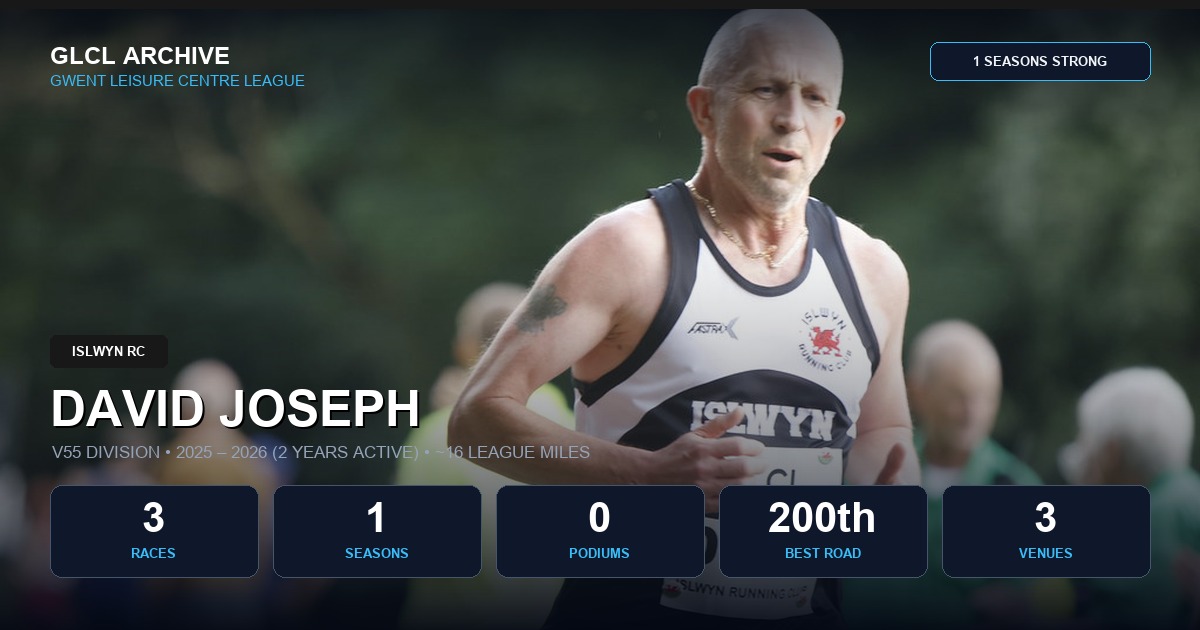 GLCL ARCHIVE
GWENT LEISURE CENTRE LEAGUE
1 SEASONS STRONG
ISLWYN
RUNNING CLUB
FASTRAX
ISLWYN
ISLWYN RC
DAVID JOSEPH
V55 DIVISION • 2025 – 2026 (2 YEARS ACTIVE) • ~16 LEAGUE MILES
3
RACES
1
SEASONS
0
PODIUMS
200th
BEST ROAD
3
VENUES
ISLWYN RUNNING CLUB